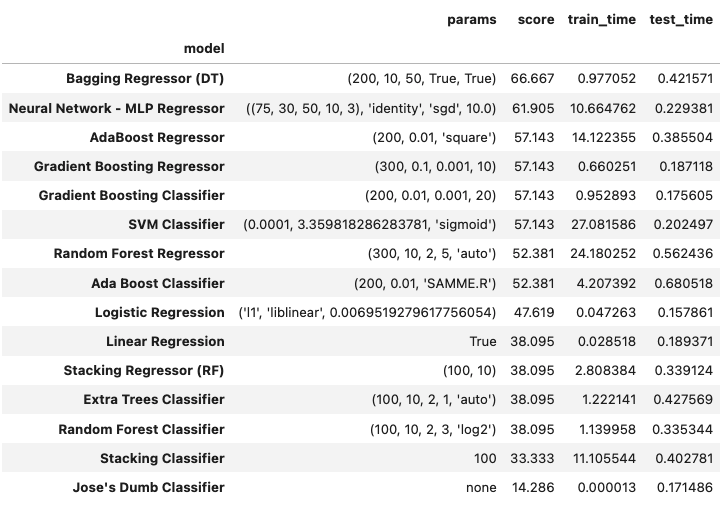 params score train_time test_time
model
Bagging Regressor (DT) (200, 10, 50, True, True) 66.667 0.977052 0.421571
Neural Network - MLP Regressor ((75, 30, 50, 10, 3), 'identity', 'sgd', 10.0) 61.905 10.664762 0.229381
AdaBoost Regressor (200, 0.01, 'square') 57.143 14.122355 0.385504
Gradient Boosting Regressor (300, 0.1, 0.001, 10) 57.143 0.660251 0.187118
Gradient Boosting Classifier (200, 0.01, 0.001, 20) 57.143 0.952893 0.175605
SVM Classifier (0.0001, 3.359818286283781, 'sigmoid') 57.143 27.081586 0.202497
Random Forest Regressor (300, 10, 2, 5, 'auto') 52.381 24.180252 0.562436
Ada Boost Classifier (200, 0.01, 'SAMME.R') 52.381 4.207392 0.680518
Logistic Regression ('l1', 'liblinear', 0.0069519279617756054) 47.619 0.047263 0.157861
Linear Regression True 38.095 0.028518 0.189371
Stacking Regressor (RF) (100, 10) 38.095 2.808384 0.339124
Extra Trees Classifier (100, 10, 2, 1, 'auto') 38.095 1.222141 0.427569
Random Forest Classifier (100, 10, 2, 3, 'log2') 38.095 1.139958 0.335344
Stacking Classifier 100 33.333 11.105544 0.402781
Jose's Dumb Classifier none 14.286 0.000013 0.171486